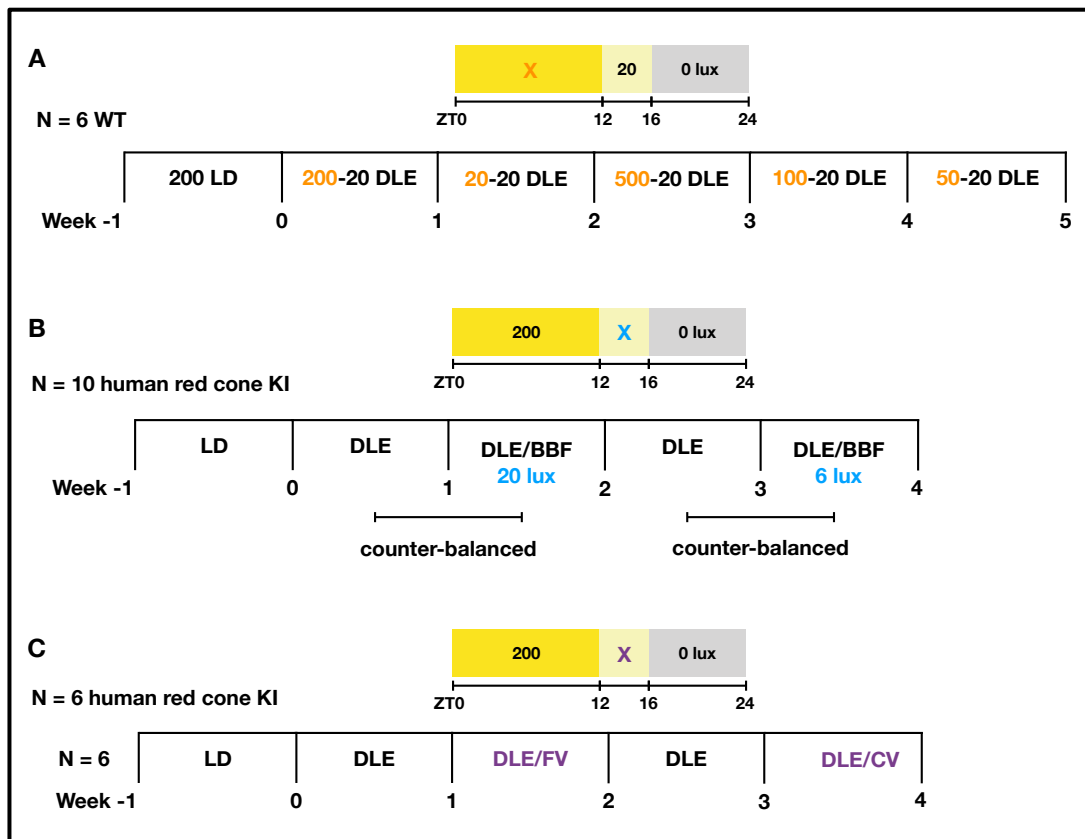 A
X 20 0 lux
ZT0 12 16 24
N = 6 WT
200 LD 200-20 DLE 20-20 DLE 500-20 DLE 100-20 DLE 50-20 DLE
Week -1 0 1 2 3 4 5
B
200 X 0 lux
ZT0 12 16 24
N = 10 human red cone KI
LD DLE DLE/BBF DLE DLE/BBF
20 lux 6 lux
Week -1 0 1 2 3 4
counter-balanced counter-balanced
C
200 X 0 lux
ZT0 12 16 24
N = 6 human red cone KI
N = 6 LD DLE DLE/FV DLE DLE/CV
Week -1 0 1 2 3 4